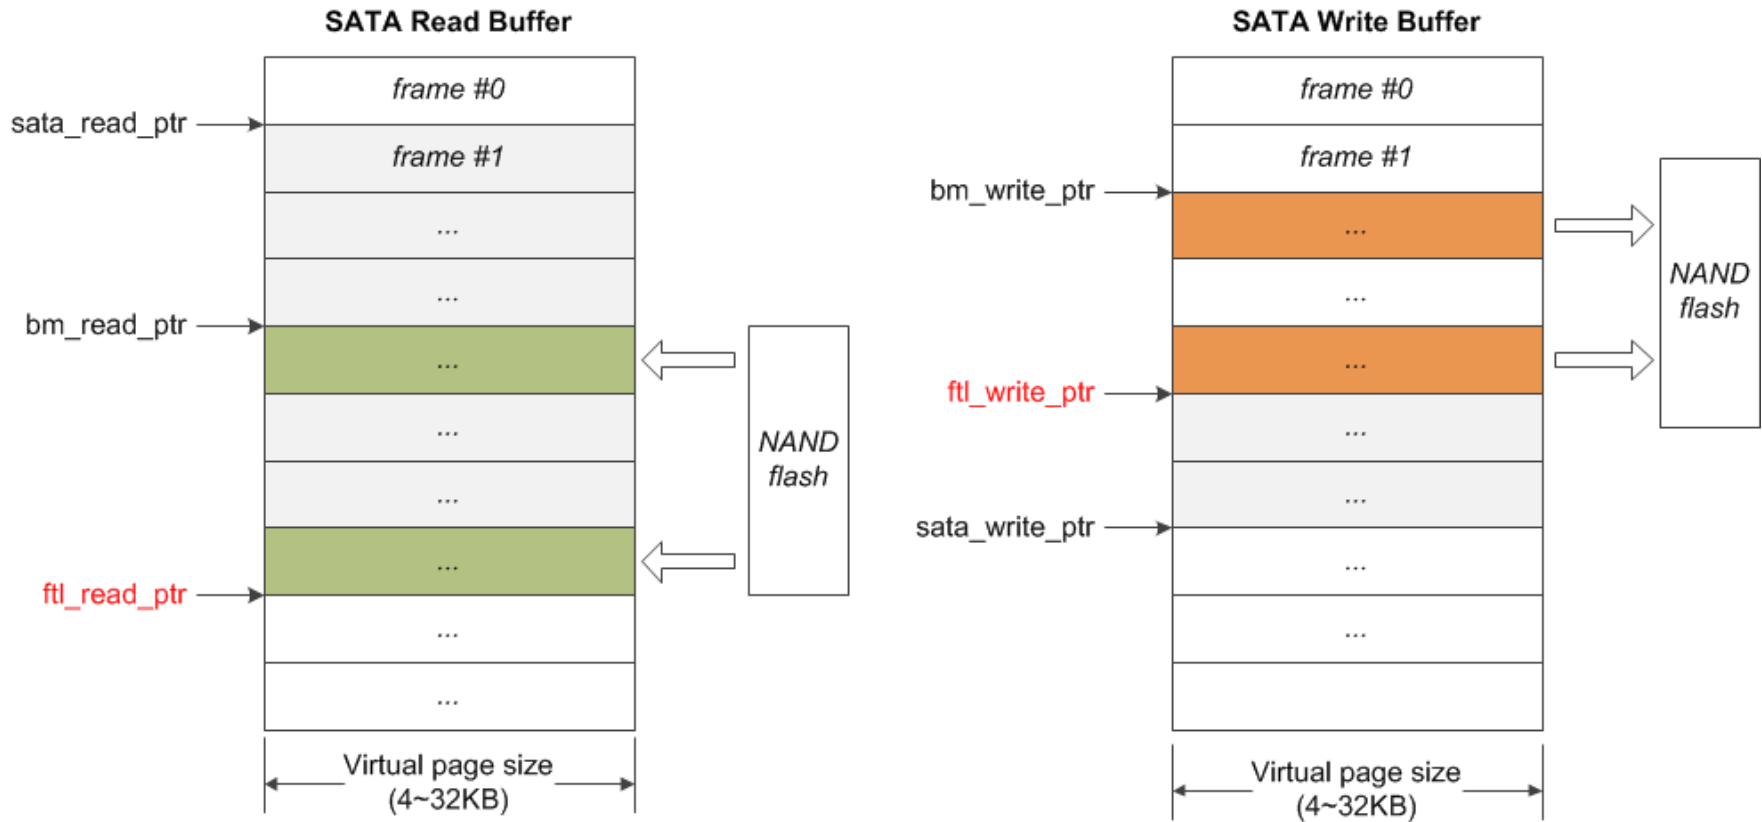 SATA Read Buffer
frame #0
sata_read_ptr
frame #1
...
...
bm_read_ptr
...
...
NAND
flash
...
...
ftl_read_ptr
...
...
Virtual page size
(4~32KB)
SATA Write Buffer
frame #0
frame #1
bm_write_ptr
...
...
NAND
flash
...
ftl_write_ptr
...
...
sata_write_ptr
...
...
Virtual page size
(4~32KB)